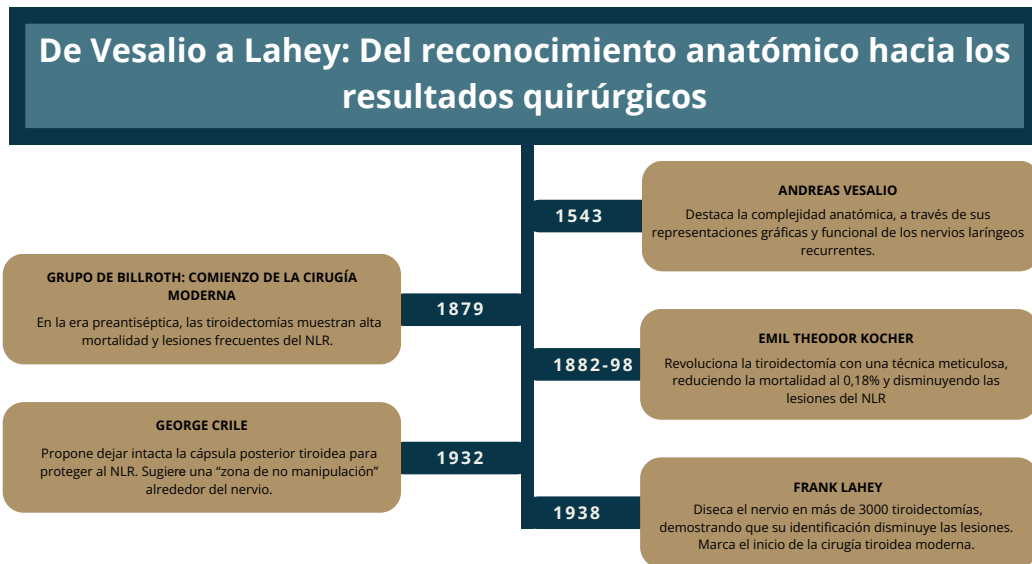 De Vesalio a Lahey: Del reconocimiento anatómico hacia los
resultados quirúrgicos
1543
ANDREAS VESALIO
Destaca la complejidad anatómica, a través de sus
representaciones gráficas y funcional de los nervios laríngeos
recurrentes.
GRUPO DE BILLROTH: COMIENZO DE LA CIRUGÍA
MODERNA
En la era preantiséptica, las tiroidectomías muestran alta
mortalidad y lesiones frecuentes del NLR.
1879
1882-98
EMIL THEODOR KOCHER
Revoluciona la tiroidectomía con una técnica meticulosa,
reduciendo la mortalidad al 0,18% y disminuyendo las
lesiones del NLR
GEORGE CRILE
Propone dejar intacta la cápsula posterior tiroidea para
proteger al NLR. Sugiere una “zona de no manipulación”
alrededor del nervio.
1932
1938
FRANK LAHEY
Diseca el nervio en más de 3000 tiroidectomías,
demostrando que su identificación disminuye las lesiones.
Marca el inicio de la cirugía tiroidea moderna.